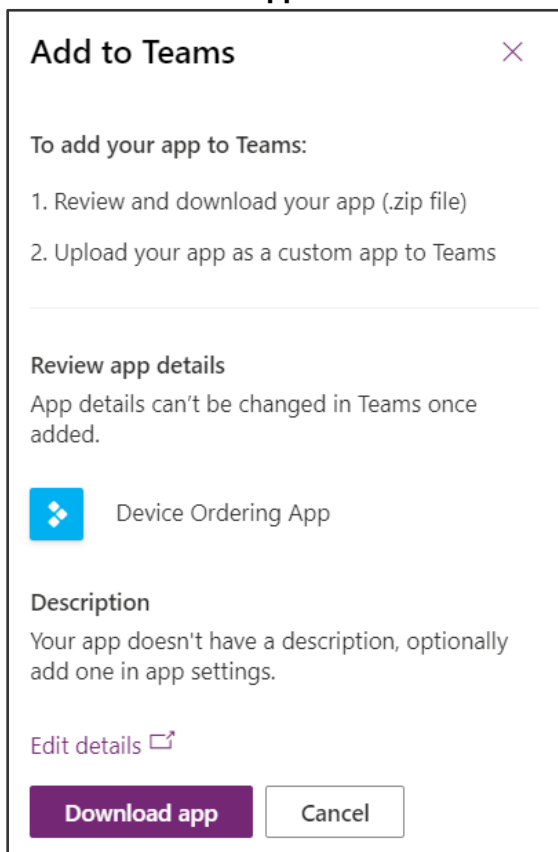 Add to Teams
To add your app to Teams:
1. Review and download your app (.zip file)
2. Upload your app as a custom app to Teams
Review app details
App details can't be changed in Teams once
added.
Device Ordering App
Description
Your app doesn't have a description, optionally
add one in app settings.
Edit details
Download app
Cancel